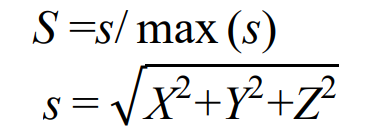 S = s / max (s)
s = √X²+Y²+Z²